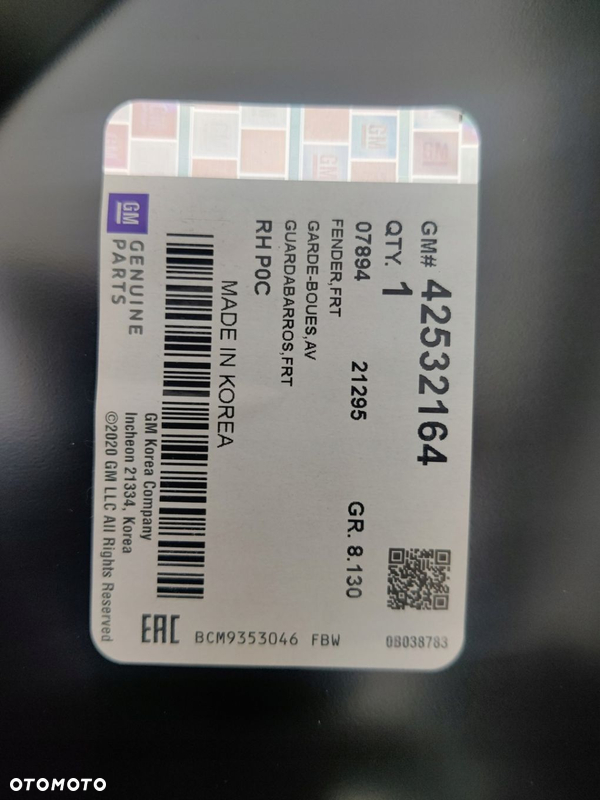 GM# 42532164
QTY. 1
07894 21295 GR. 8.130
FENDER,FRT
GARDE-BOUES,AV
GUARDABARROS,FRT
RH P0C
MADE IN KOREA
GM
GENUINE
PARTS
GM Korea Company
Incheon 21334, Korea
©2020 GM LLC All Rights Reserved
EAC
BCM9353046 FBW
0B038783
OTOMOTO